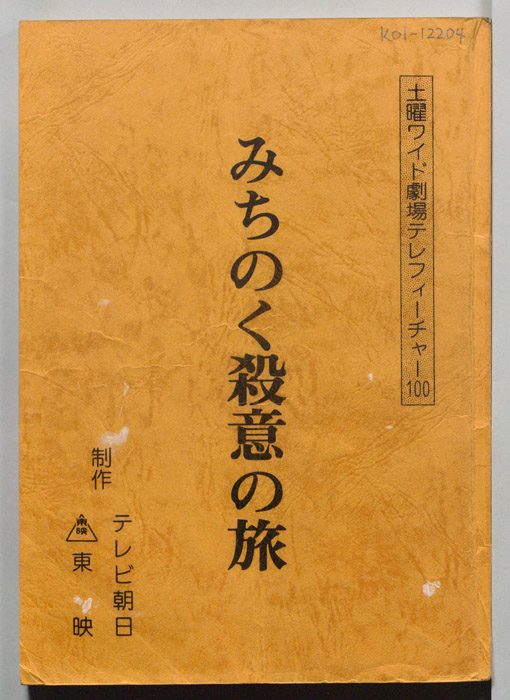 K01-12204
土曜ワイド劇場テレフィーチャー100
みちのく殺意の旅
制作
テレビ朝日
東映
東映